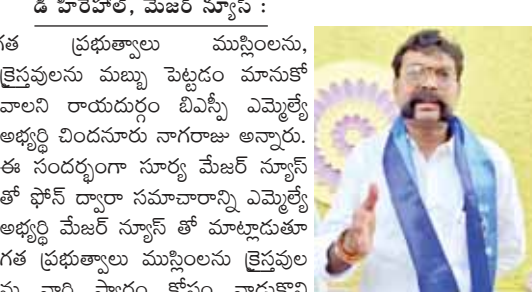 డీ హీరేహాల్, మేజర్ న్యూస్ :
గత ప్రభుత్వాలు ముస్లింలను,
క్రైస్తవులను మబ్బు పెట్టడం మానుకో
వాలని రాయదుర్గం బిఎస్పీ ఎమ్మెల్యే
అభ్యర్థి చిందనూరు నాగరాజు అన్నారు.
ఈ సందర్భంగా సూర్య మేజర్ న్యూస్
తో ఫోన్ ద్వారా సమాచారాన్ని ఎమ్మెల్యే
అభ్యర్థి మేజర్ న్యూస్ తో మాట్లాడుతూ
గత ప్రభుత్వాలు ముస్లింలను క్రైస్తవుల
ను వారి స్వార్థం కోసం వాడుకొని